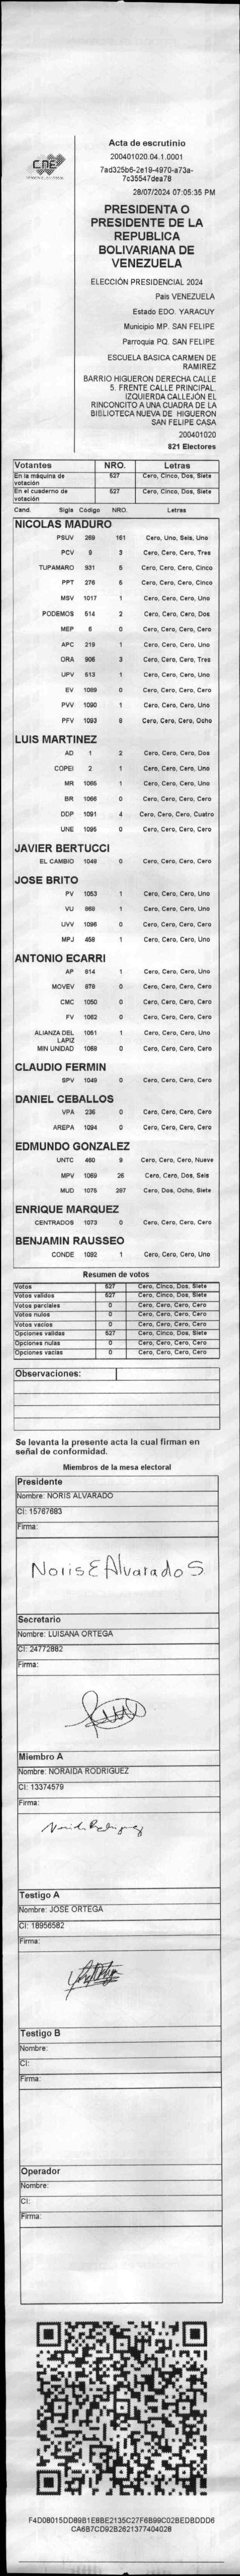 CNE
Acta de escrutinio
200401020.04.1.0001
7ad325b6-2e19-4970-a73a-
7c35547dea78
28/07/2024 07:05:35 PM
PRESIDENTA O
PRESIDENTE DE LA
REPUBLICA
BOLIVARIANA DE
VENEZUELA
ELECCIÓN PRESIDENCIAL 2024
Pais VENEZUELA
Estado EDO. YARACUY
Municipio MP. SAN FELIPE
Parroquia PQ. SAN FELIPE
ESCUELA BASICA CARMEN DE
RAMIREZ
BARRIO HIGUERON DERECHA CALLE
5. FRENTE CALLE PRINCIPAL.
IZQUIERDA CALLEJÓN EL
RINCONCITO A UNA CUADRA DE LA
BIBLIOTECA NUEVA DE HIGUERON
SAN FELIPE CASA
200401020
821 Electores
Votantes NRO. Letras
En la máquina de votación 527 Cero, Cinco, Dos, Siete
En el cuaderno de votación 527 Cero, Cinco, Dos, Siete
Cand. Sigla Código NRO. Letras
NICOLAS MADURO
PSUV 269 161 Cero, Uno, Seis, Uno
PCV 9 3 Cero, Cero, Cero, Tres
TUPAMARO 931 5 Cero, Cero, Cero, Cinco
PPT 276 5 Cero, Cero, Cero, Cinco
MSV 1017 1 Cero, Cero, Cero, Uno
PODEMOS 514 2 Cero, Cero, Cero, Dos
MEP 6 0 Cero, Cero, Cero, Cero
APC 219 1 Cero, Cero, Cero, Uno
ORA 906 3 Cero, Cero, Cero, Tres
UPV 513 1 Cero, Cero, Cero, Uno
EV 1089 0 Cero, Cero, Cero, Cero
PVV 1090 1 Cero, Cero, Cero, Uno
PFV 1093 8 Cero, Cero, Cero, Ocho
LUIS MARTINEZ
AD 1 2 Cero, Cero, Cero, Dos
COPEI 2 1 Cero, Cero, Cero, Uno
MR 1065 1 Cero, Cero, Cero, Uno
BR 1066 0 Cero, Cero, Cero, Cero
DDP 1091 4 Cero, Cero, Cero, Cuatro
UNE 1095 0 Cero, Cero, Cero, Cero
JAVIER BERTUCCI
EL CAMBIO 1048 0 Cero, Cero, Cero, Cero
JOSE BRITO
PV 1053 1 Cero, Cero, Cero, Uno
VU 868 1 Cero, Cero, Cero, Uno
UVV 1096 0 Cero, Cero, Cero, Cero
MPJ 458 1 Cero, Cero, Cero, Uno
ANTONIO ECARRI
AP 814 1 Cero, Cero, Cero, Uno
MOVEV 878 0 Cero, Cero, Cero, Cero
CMC 1050 0 Cero, Cero, Cero, Cero
FV 1062 0 Cero, Cero, Cero, Cero
ALIANZA DEL LAPIZ 1051 1 Cero, Cero, Cero, Uno
MIN UNIDAD 1068 0 Cero, Cero, Cero, Cero
CLAUDIO FERMIN
SPV 1049 0 Cero, Cero, Cero, Cero
DANIEL CEBALLOS
VPA 236 0 Cero, Cero, Cero, Cero
AREPA 1094 0 Cero, Cero, Cero, Cero
EDMUNDO GONZALEZ
UNTC 460 9 Cero, Cero, Cero, Nueve
MPV 1069 26 Cero, Cero, Dos, Seis
MUD 1075 287 Cero, Dos, Ocho, Siete
ENRIQUE MARQUEZ
CENTRADOS 1073 0 Cero, Cero, Cero, Cero
BENJAMIN RAUSSEO
CONDE 1092 1 Cero, Cero, Cero, Uno
Resumen de votos
Votos 527 Cero, Cinco, Dos, Siete
Votos validos 527 Cero, Cinco, Dos, Siete
Votos parciales 0 Cero, Cero, Cero, Cero
Votos nulos 0 Cero, Cero, Cero, Cero
Votos vacios 0 Cero, Cero, Cero, Cero
Opciones validas 527 Cero, Cinco, Dos, Siete
Opciones nulas 0 Cero, Cero, Cero, Cero
Opciones vacias 0 Cero, Cero, Cero, Cero
Observaciones:
Se levanta la presente acta la cual firman en
señal de conformidad.
Miembros de la mesa electoral
Presidente
Nombre: NORIS ALVARADO
CI: 15767683
Firma:
Noris E Alvarado S.
Secretario
Nombre: LUISANA ORTEGA
CI: 24772882
Firma:
Miembro A
Nombre: NORAIDA RODRIGUEZ
CI: 13374579
Firma:
Testigo A
Nombre: JOSE ORTEGA
CI: 18956582
Firma:
Testigo B
Nombre:
CI:
Firma:
Operador
Nombre:
CI:
Firma:
F4D08015DD89B1E8BE2135C27F6B99C02BEDBDDD6
CA6B7CD92B2621377404028